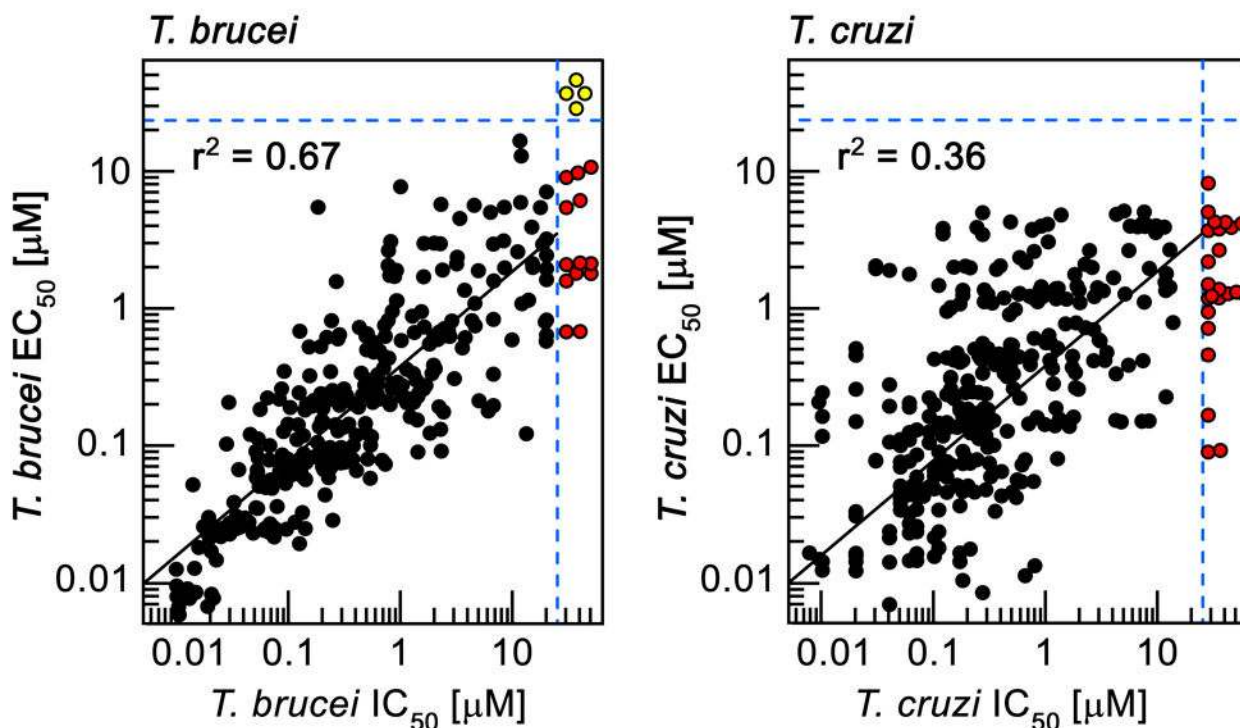 T. brucei
r² = 0.67
10
1
0.1
0.01
T. brucei EC₅₀ [µM]
0.01 0.1 1 10
T. brucei IC₅₀ [µM]
T. cruzi
r² = 0.36
10
1
0.1
0.01
T. cruzi EC₅₀ [µM]
0.01 0.1 1 10
T. cruzi IC₅₀ [µM]